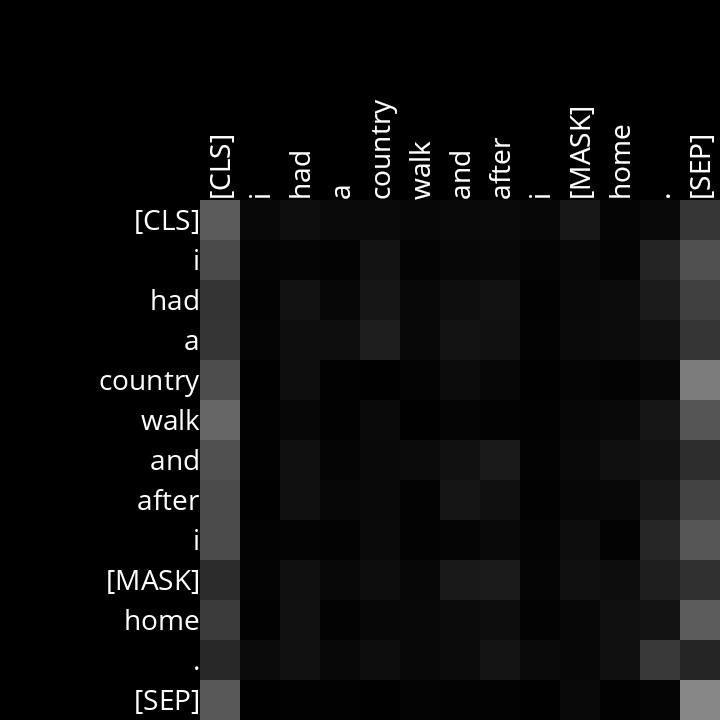 [CLS] i had a country walk and after i [MASK] home . [SEP]
[CLS]
i
had
a
country
walk
and
after
i
[MASK]
home
.
[SEP]